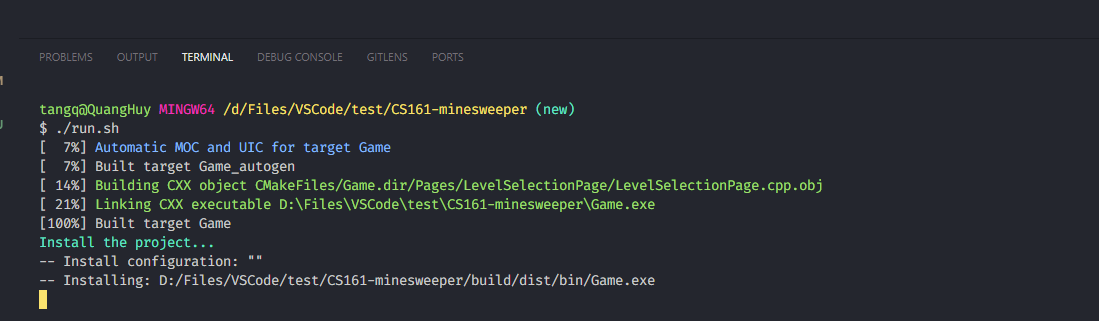 PROBLEMS OUTPUT TERMINAL DEBUG CONSOLE GITLENS PORTS
M
tangq@QuangHuy MINGW64 /d/Files/VSCode/test/CS161-minesweeper (new)
U
$ ./run.sh
[  7%] Automatic MOC and UIC for target Game
[  7%] Built target Game_autogen
[ 14%] Building CXX object CMakeFiles/Game.dir/Pages/LevelSelectionPage/LevelSelectionPage.cpp.obj
[ 21%] Linking CXX executable D:\Files\VSCode\test\CS161-minesweeper\Game.exe
[100%] Built target Game
Install the project...
-- Install configuration: ""
-- Installing: D:/Files/VSCode/test/CS161-minesweeper/build/dist/bin/Game.exe